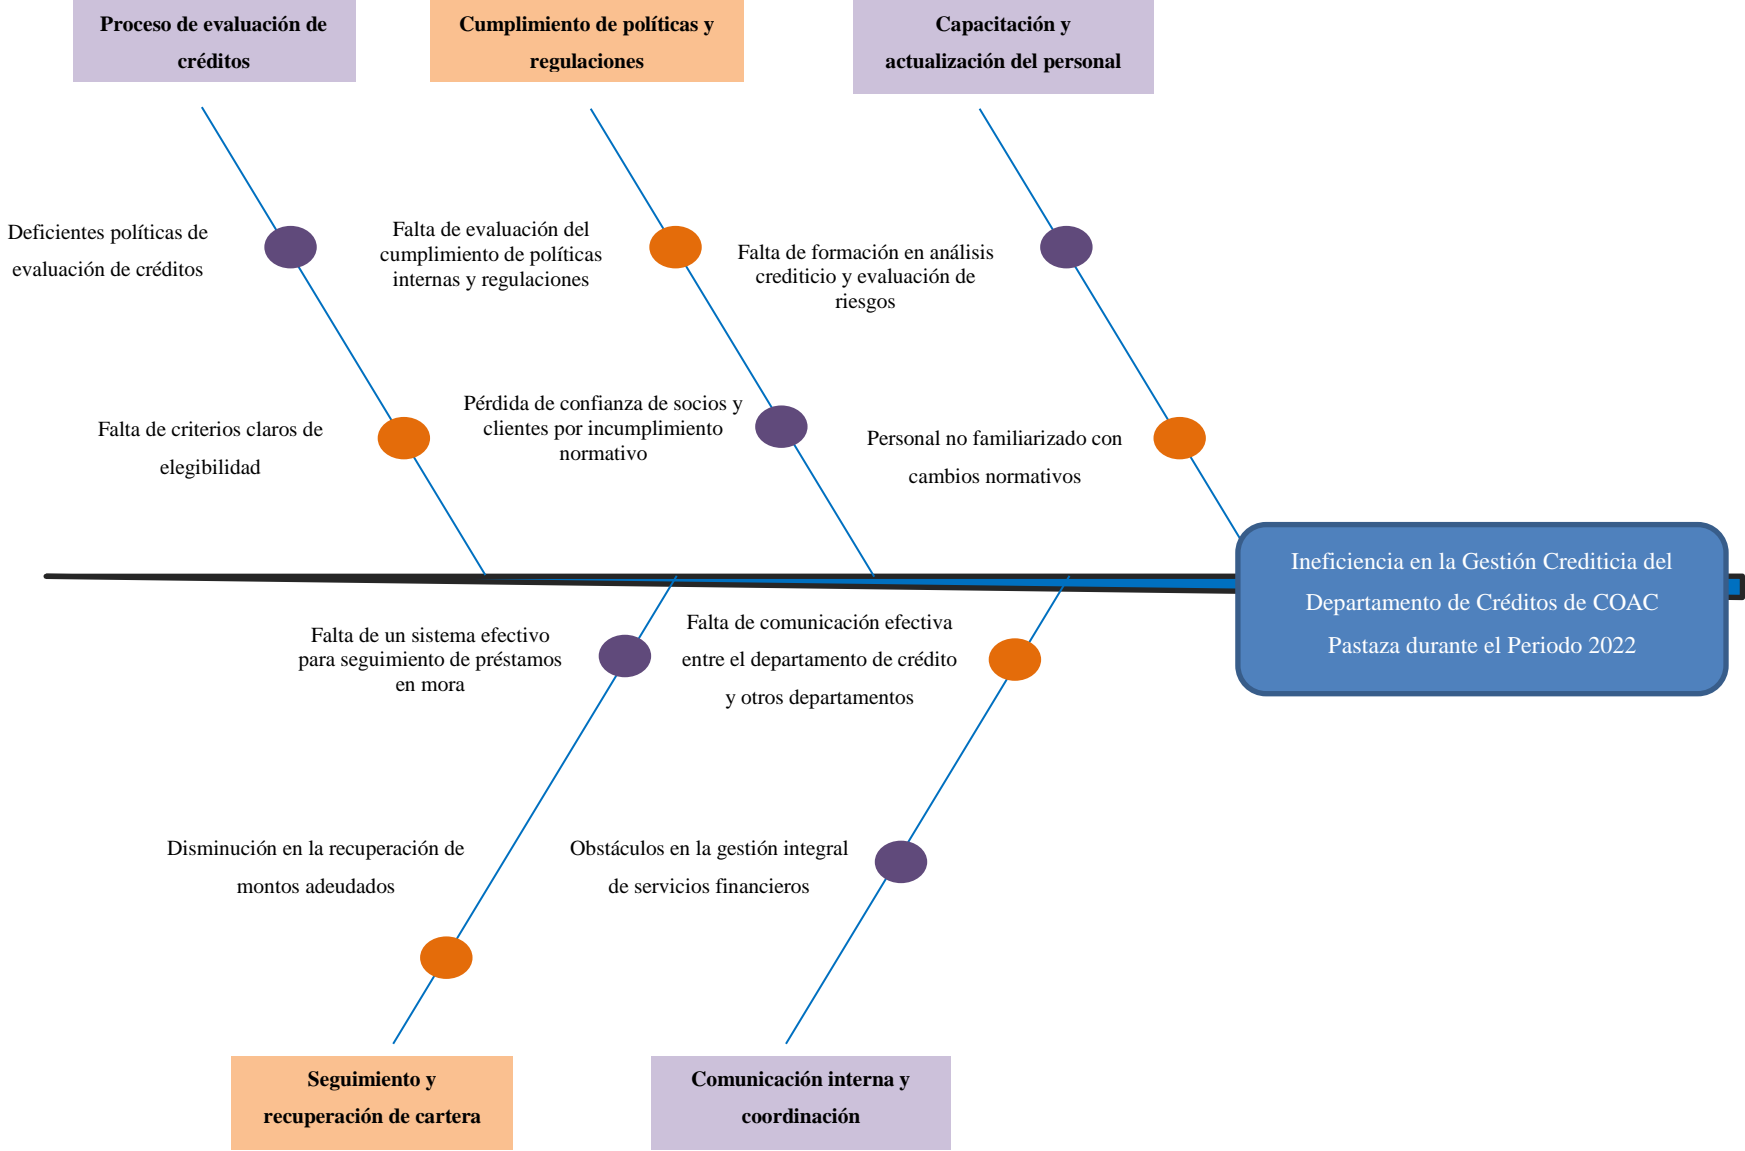 Proceso de evaluación de
créditos
Cumplimiento de políticas y
regulaciones
Capacitación y
actualización del personal
Deficientes políticas de
evaluación de créditos
Falta de evaluación del
cumplimiento de políticas
internas y regulaciones
Falta de formación en análisis
crediticio y evaluación de
riesgos
Falta de criterios claros de
elegibilidad
Pérdida de confianza de socios y
clientes por incumplimiento
normativo
Personal no familiarizado con
cambios normativos
Ineficiencia en la Gestión Crediticia del
Departamento de Créditos de COAC
Pastaza durante el Periodo 2022
Falta de un sistema efectivo
para seguimiento de préstamos
en mora
Falta de comunicación efectiva
entre el departamento de crédito
y otros departamentos
Disminución en la recuperación de
montos adeudados
Obstáculos en la gestión integral
de servicios financieros
Seguimiento y
recuperación de cartera
Comunicación interna y
coordinación